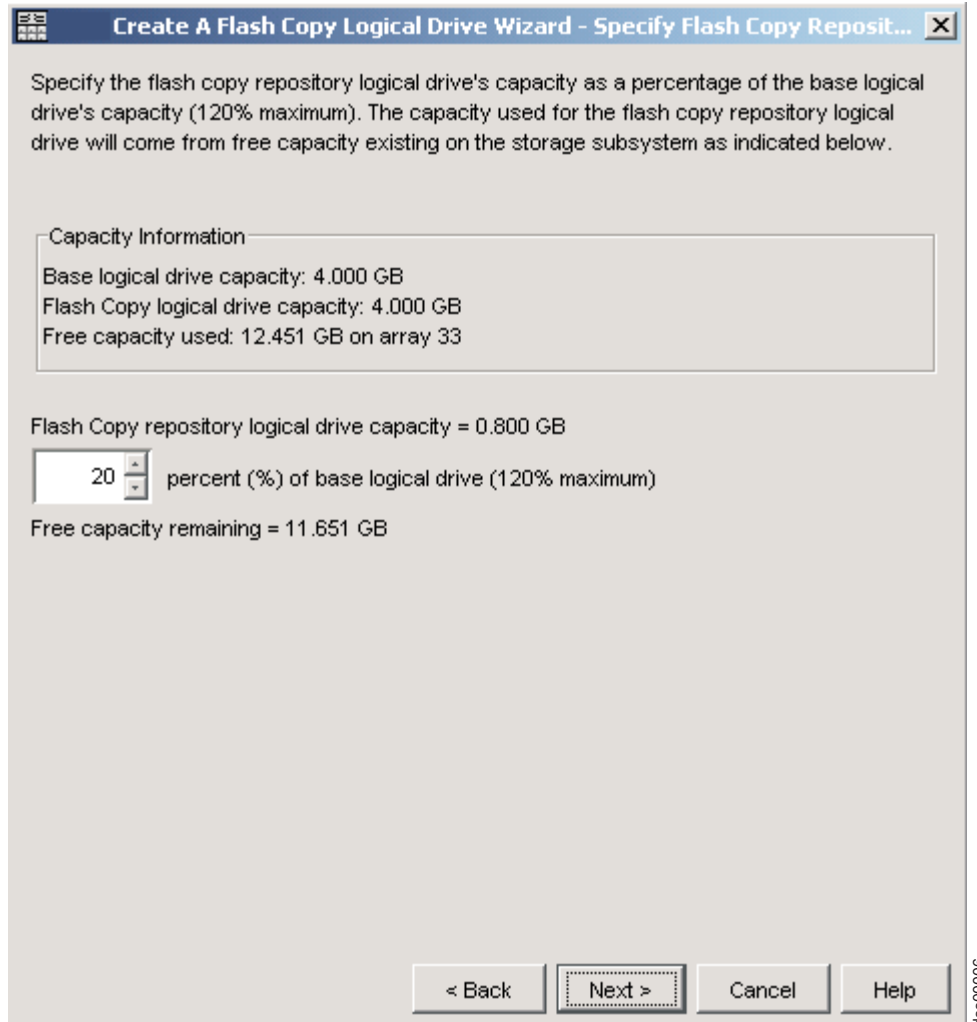 Create A Flash Copy Logical Drive Wizard - Specify Flash Copy Reposit...
Specify the flash copy repository logical drive's capacity as a percentage of the base logical
drive's capacity (120% maximum). The capacity used for the flash copy repository logical
drive will come from free capacity existing on the storage subsystem as indicated below.
Capacity Information
Base logical drive capacity: 4.000 GB
Flash Copy logical drive capacity: 4.000 GB
Free capacity used: 12.451 GB on array 33
Flash Copy repository logical drive capacity = 0.800 GB
20 percent (%) of base logical drive (120% maximum)
Free capacity remaining = 11.651 GB
< Back Next > Cancel Help